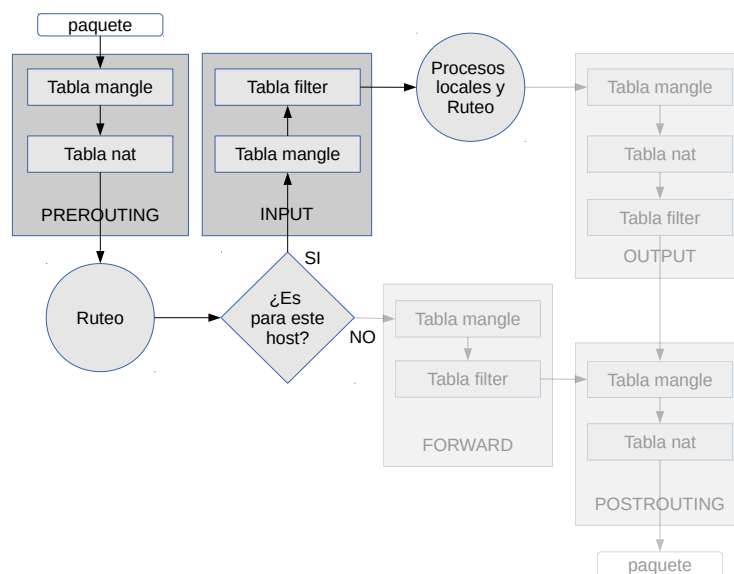 paquete
Tabla mangle
Tabla nat
PREROUTING
Ruteo
Tabla filter
Tabla mangle
INPUT
SI
¿Es
para este
host?
NO
Procesos
locales y
Ruteo
Tabla mangle
Tabla filter
FORWARD
Tabla mangle
Tabla nat
Tabla filter
OUTPUT
Tabla mangle
Tabla nat
POSTROUTING
paquete